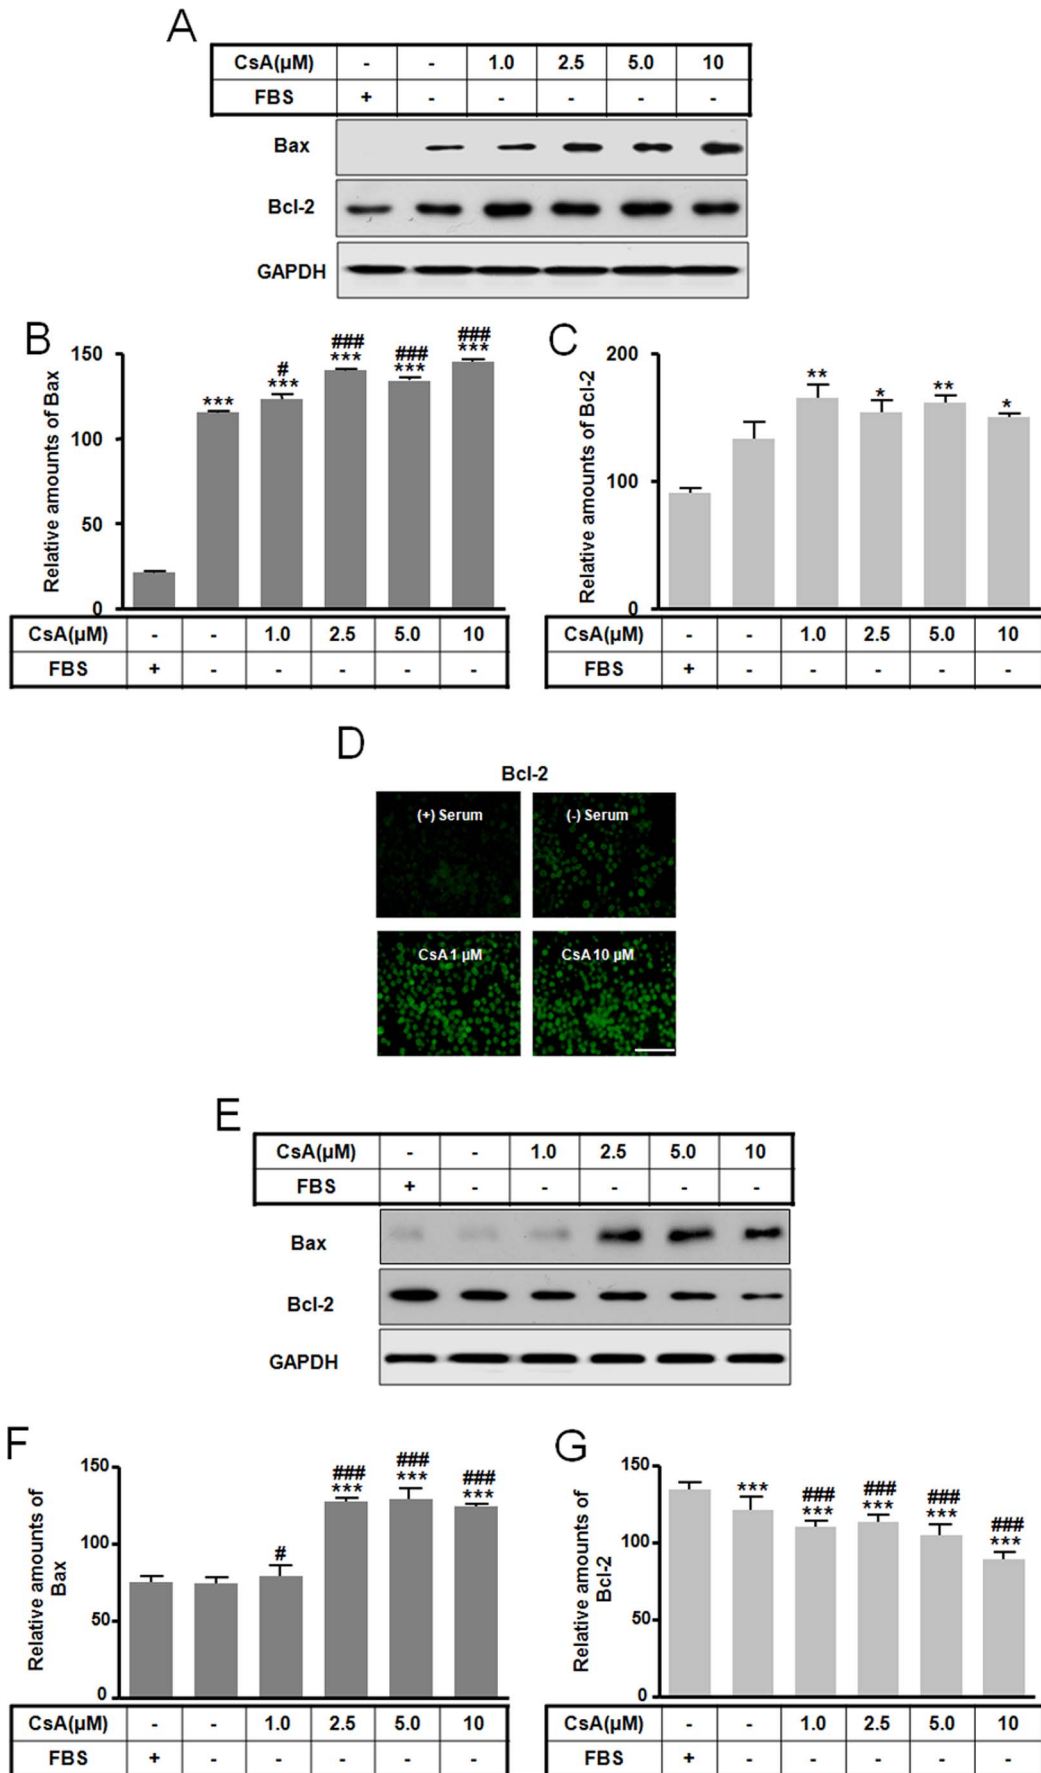 A
CsA(µM) - - 1.0 2.5 5.0 10
FBS + - - - - -
Bax
Bcl-2
GAPDH
B
Relative amounts of Bax
150
100
50
0
***
#
***
###
***
###
***
###
***
CsA(µM) - - 1.0 2.5 5.0 10
FBS + - - - - -
C
Relative amounts of Bcl-2
200
100
0
**
*
**
*
CsA(µM) - - 1.0 2.5 5.0 10
FBS + - - - - -
D
Bcl-2
(+) Serum
(-) Serum
CsA 1 µM
CsA 10 µM
E
CsA(µM) - - 1.0 2.5 5.0 10
FBS + - - - - -
Bax
Bcl-2
GAPDH
F
Relative amounts of
Bax
150
100
50
0
#
###
***
###
***
###
***
CsA(µM) - - 1.0 2.5 5.0 10
FBS + - - - - -
G
Relative amounts of
Bcl-2
150
100
50
0
***
###
***
###
***
###
***
###
***
CsA(µM) - - 1.0 2.5 5.0 10
FBS + - - - - -